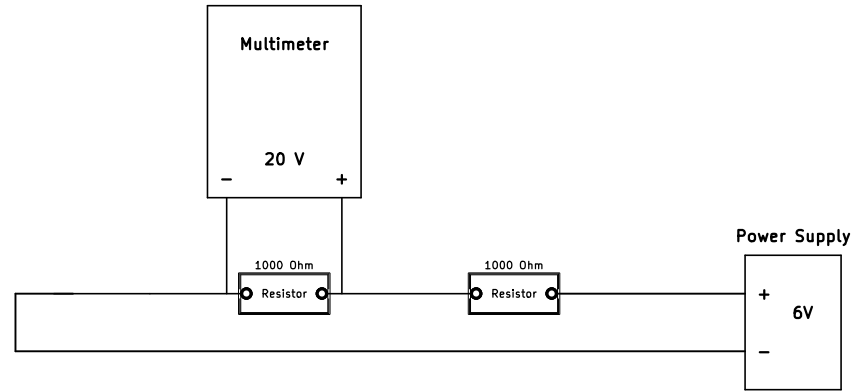 Multimeter
20 V
− +
Power Supply
1000 Ohm 1000 Ohm
Resistor Resistor
+
6V
−